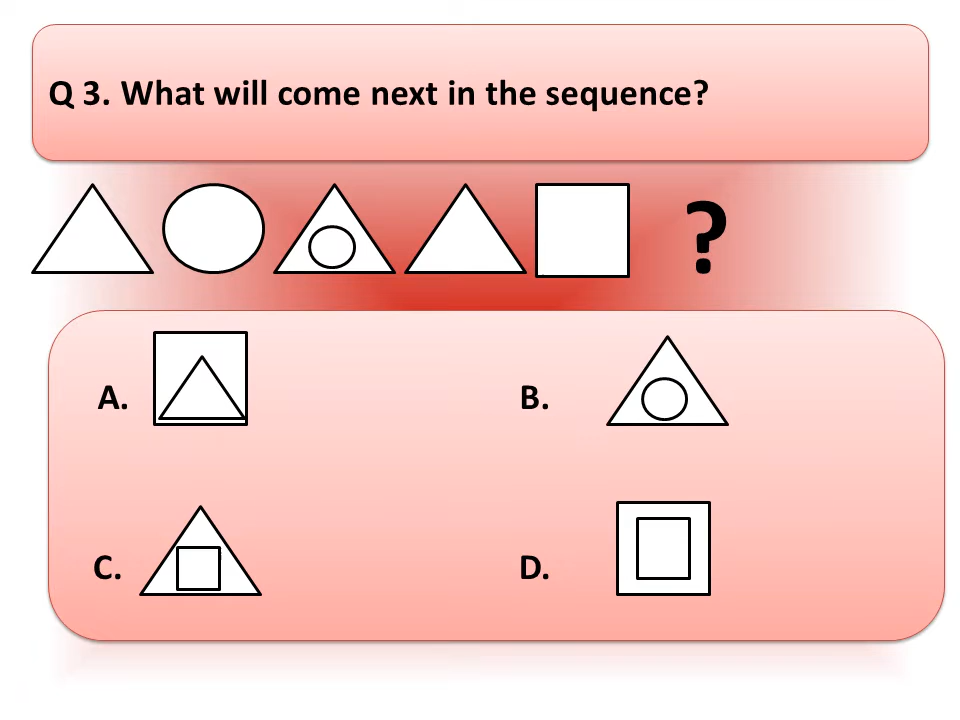 Q 3. What will come next in the sequence?
?
A.
B.
C.
D.